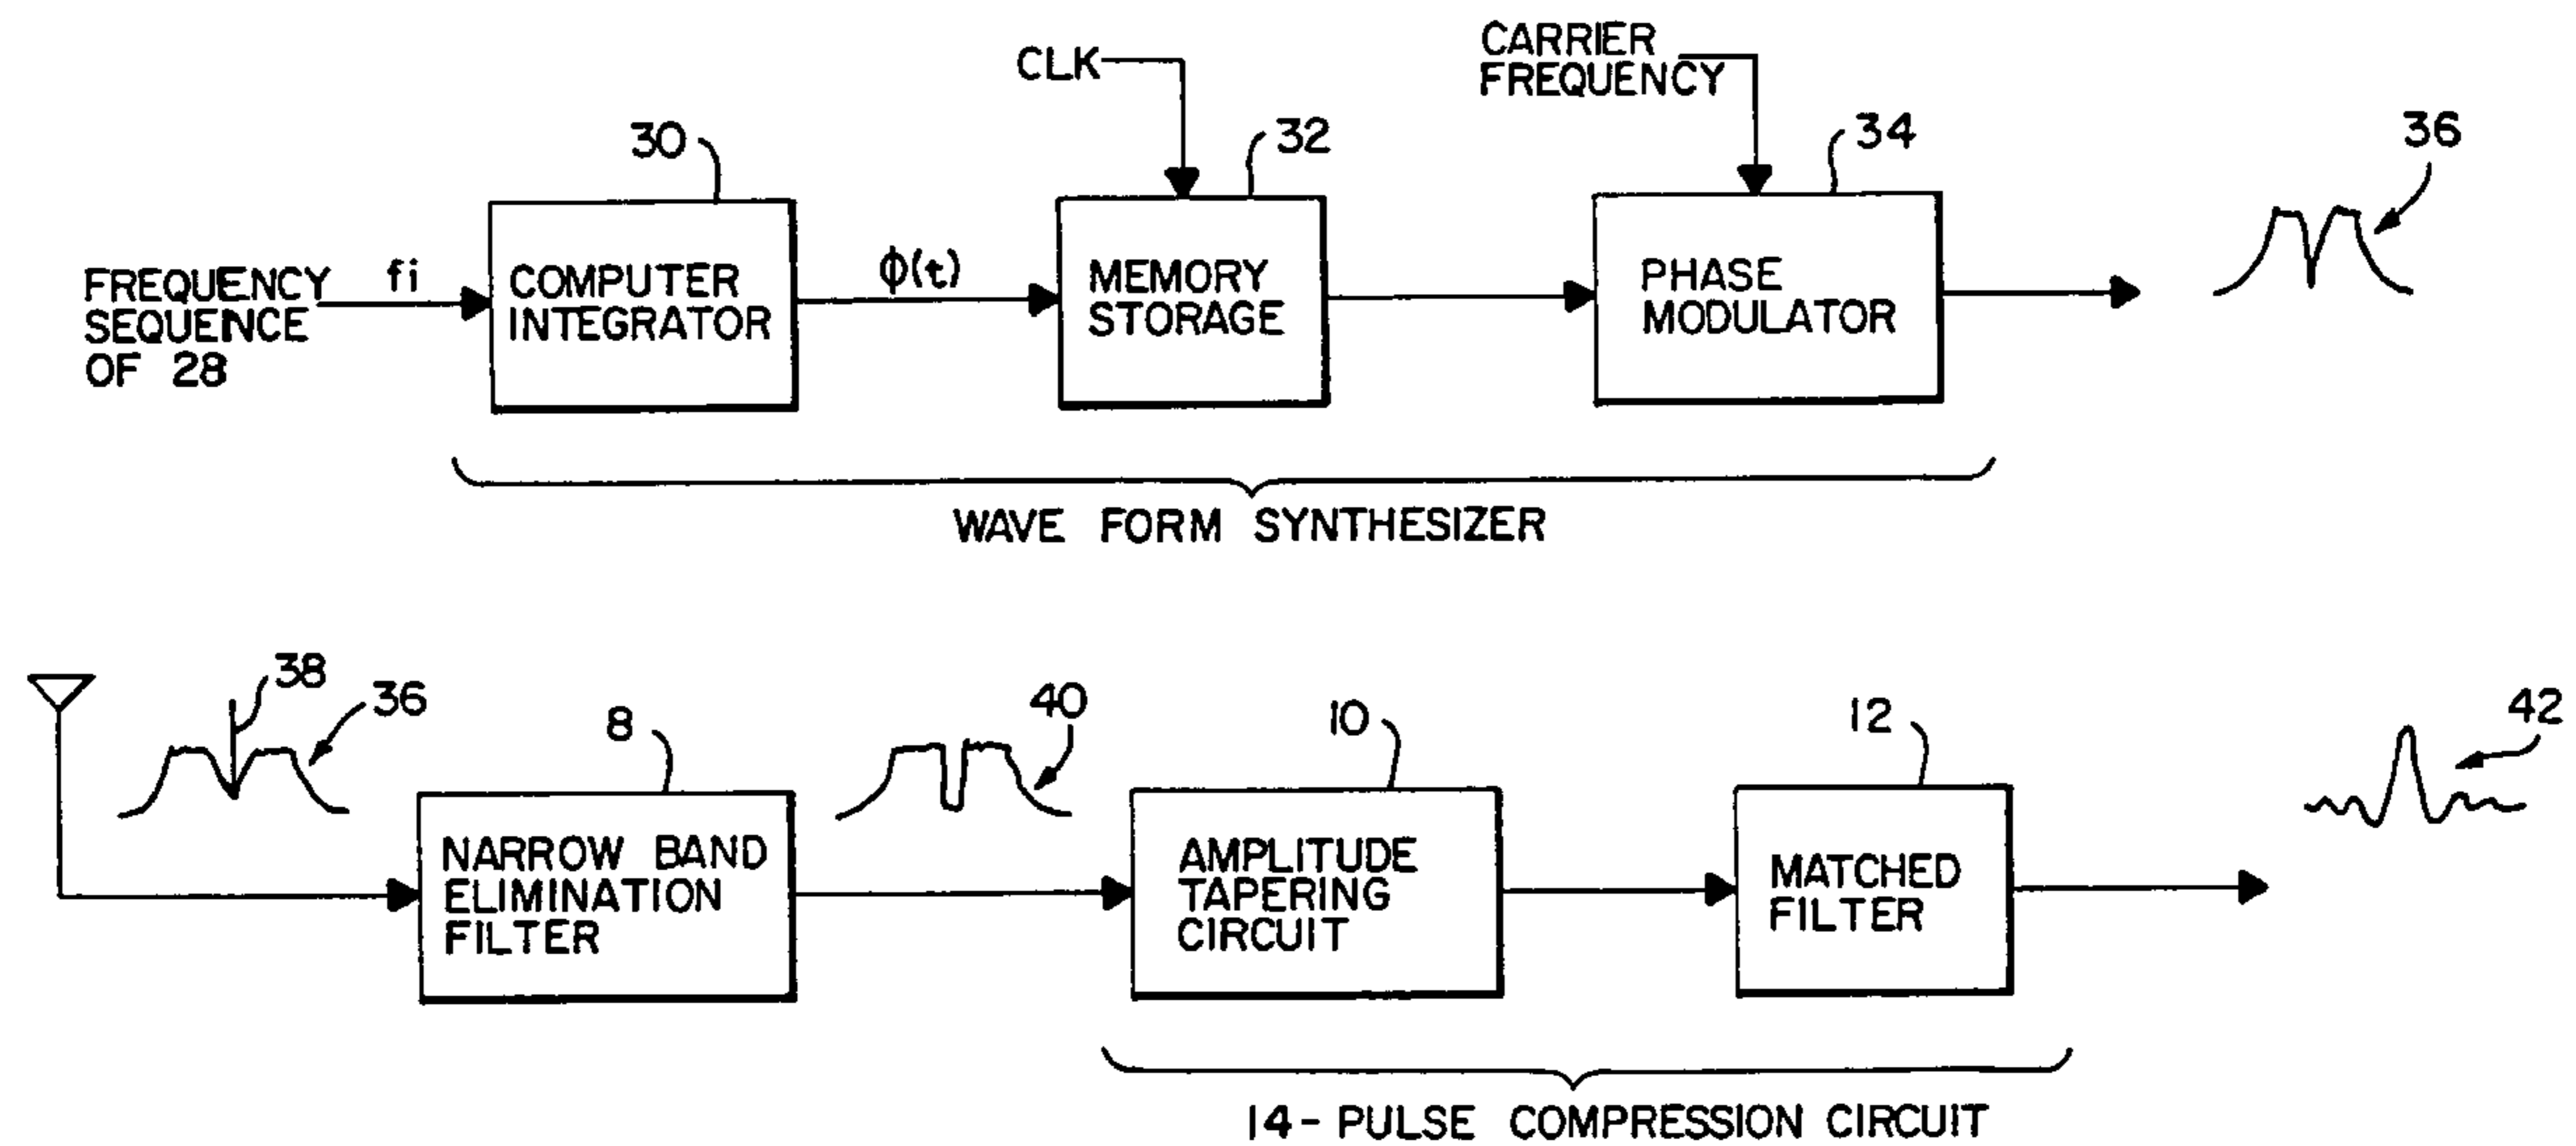 CLK
CARRIER
FREQUENCY
30
32
34
36
FREQUENCY
SEQUENCE
OF 28
fi
COMPUTER
INTEGRATOR
ϕ(t)
MEMORY
STORAGE
PHASE
MODULATOR
WAVE FORM SYNTHESIZER
38
36
8
40
10
12
42
NARROW BAND
ELIMINATION
FILTER
AMPLITUDE
TAPERING
CIRCUIT
MATCHED
FILTER
14- PULSE COMPRESSION CIRCUIT